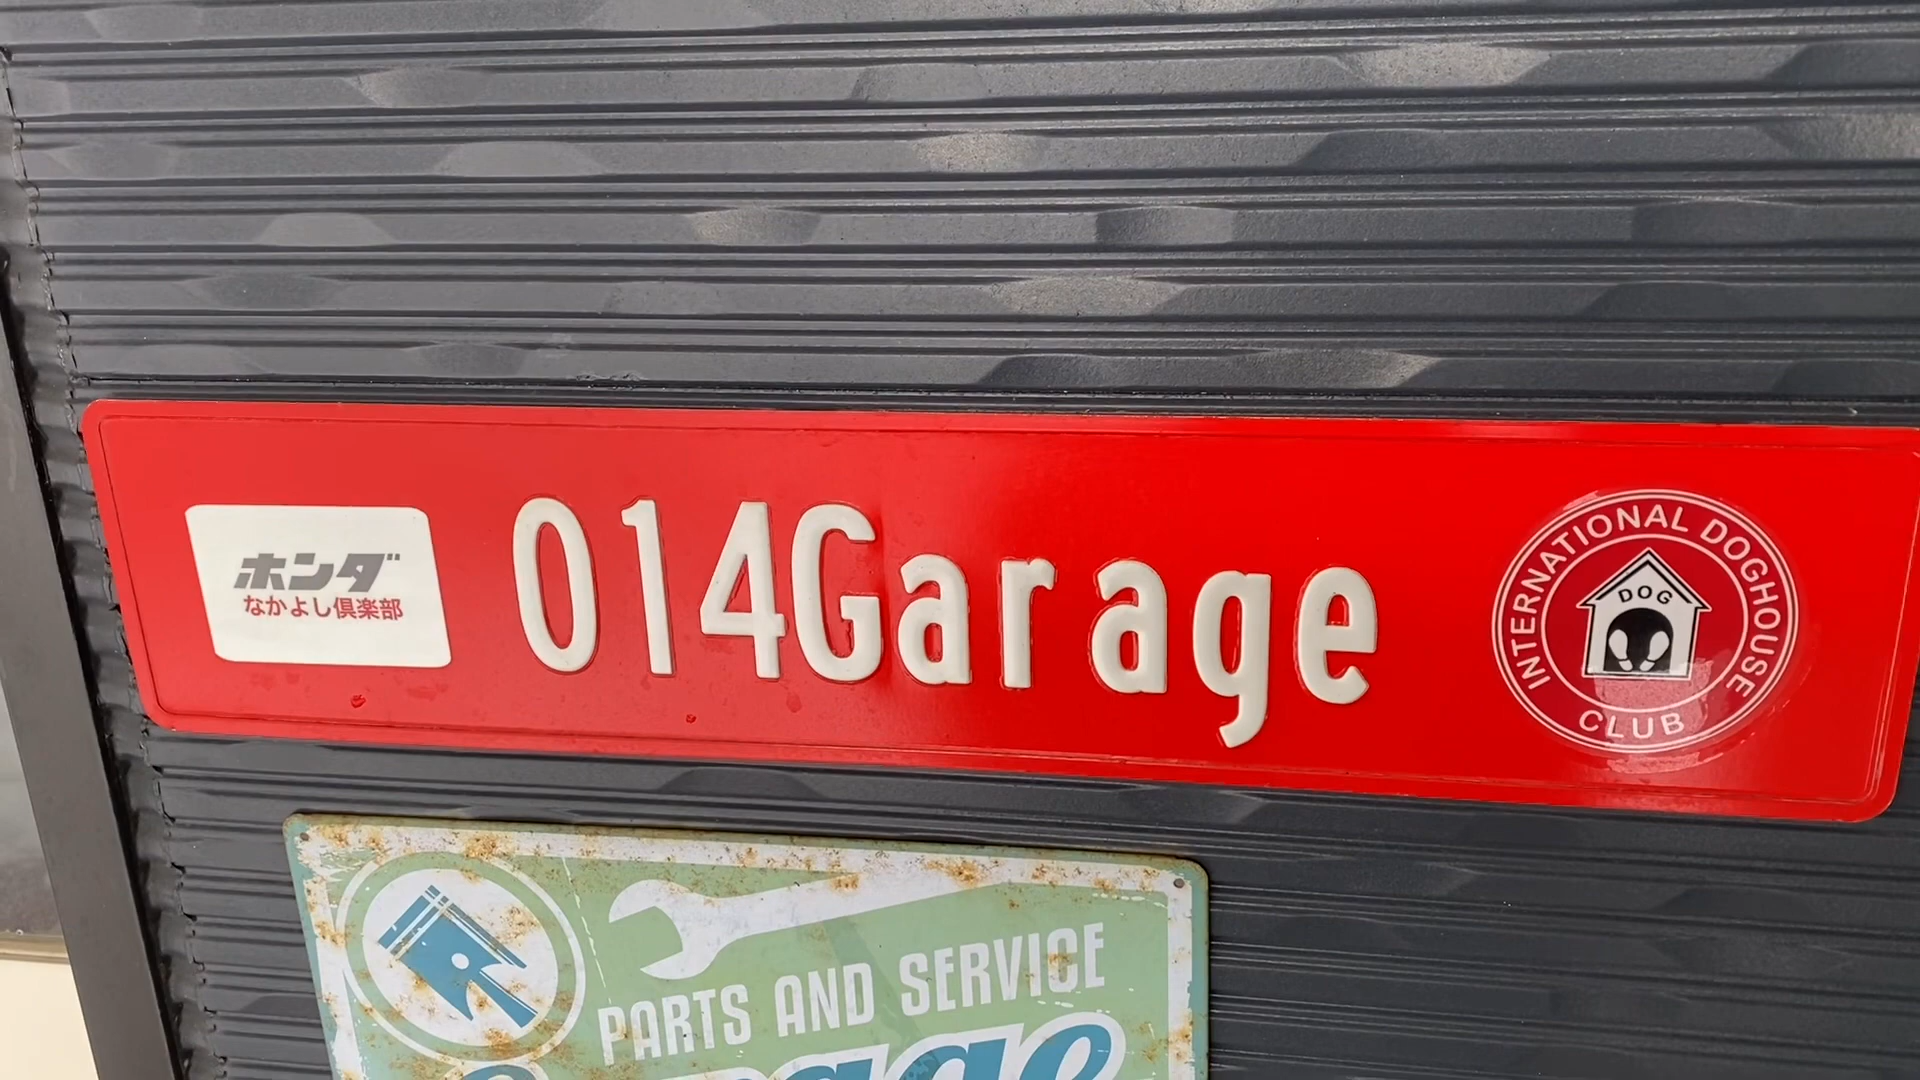 ホンダ
なかよし倶楽部
014Garage
INTERNATIONAL DOGHOUSE
CLUB
DOG
PARTS AND SERVICE